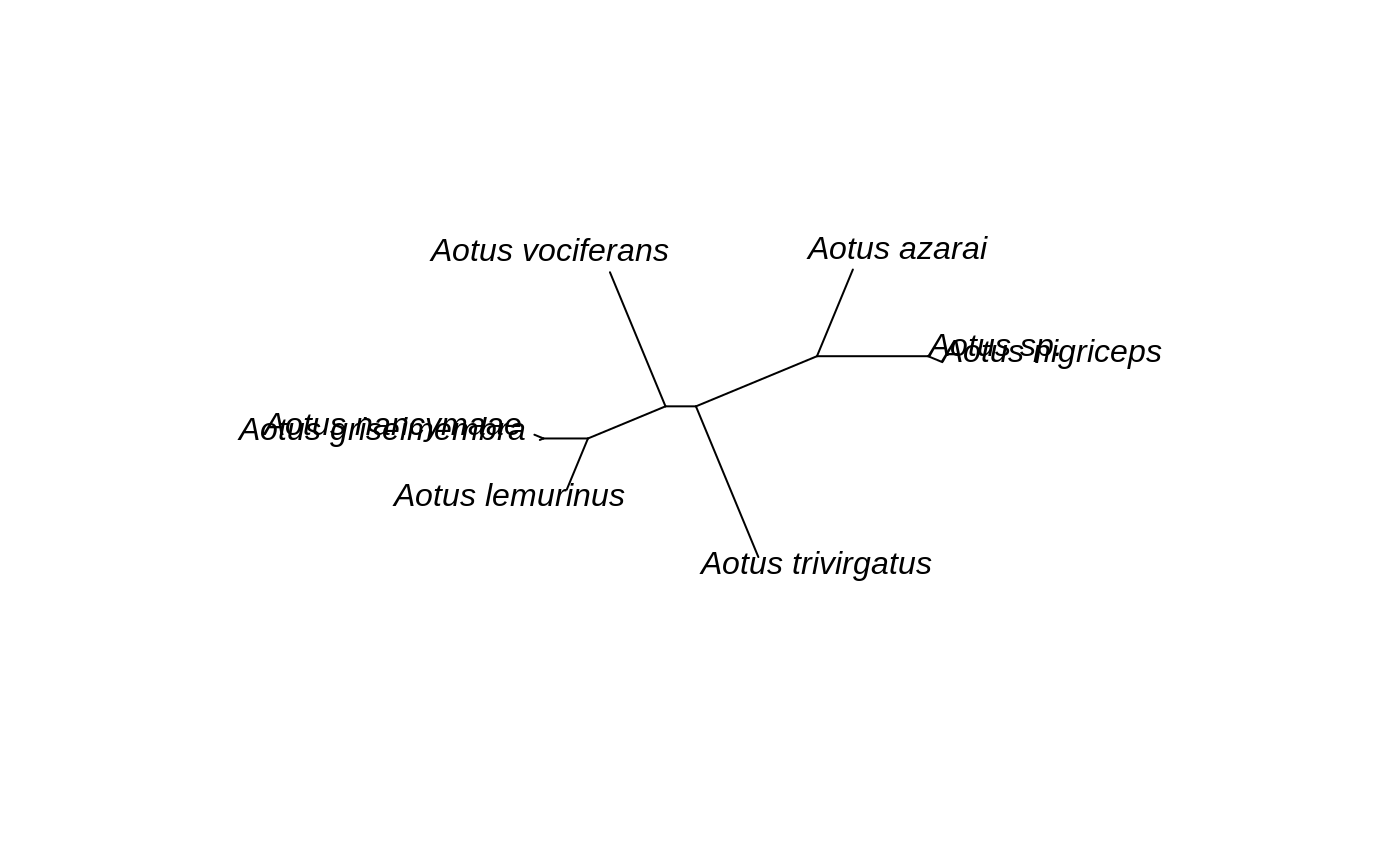 Aotus vociferans
Aotus azarai
Aotus sp.
Aotus nigriceps
Aotus nancymaae
Aotus griseimembra
Aotus lemurinus
Aotus trivirgatus